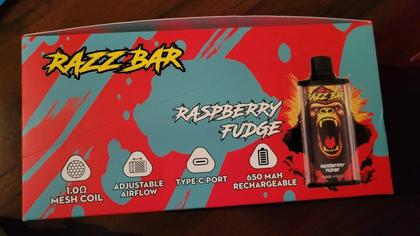 RAZZ BAR
RASPBERRY
FUDGE
RAZZ BAR
RASPBERRY
FUDGE
1.0Ω
MESH COIL
ADJUSTABLE
AIRFLOW
TYPE-C PORT
650 MAH
RECHARGEABLE